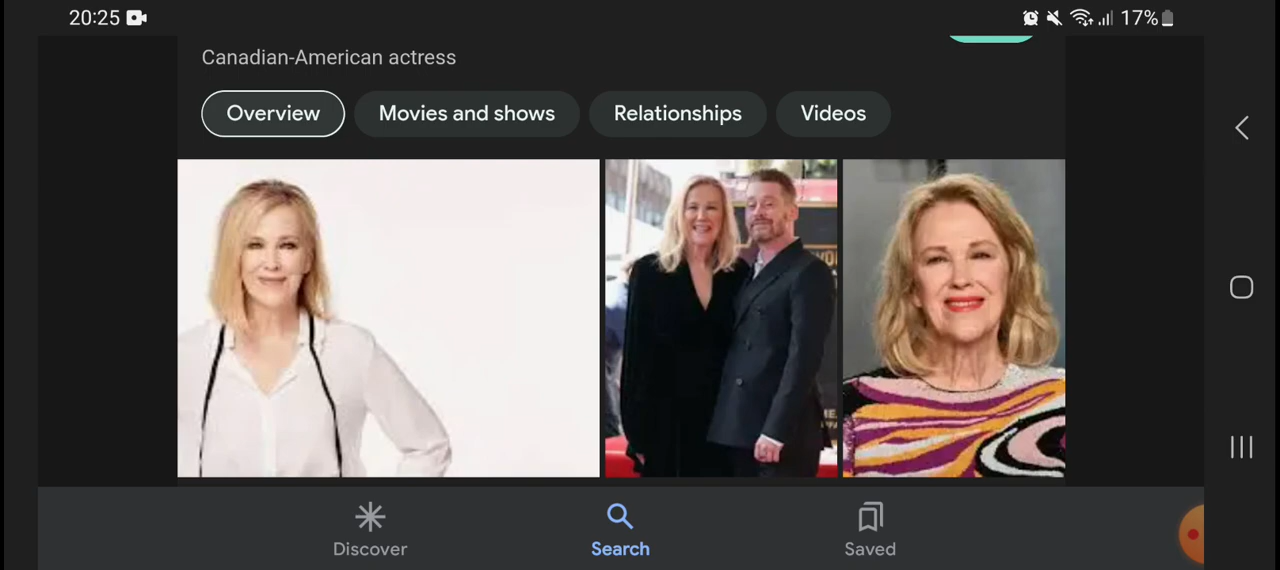 20:25
17%
Canadian-American actress
Overview
Movies and shows
Relationships
Videos
Discover
Search
Saved